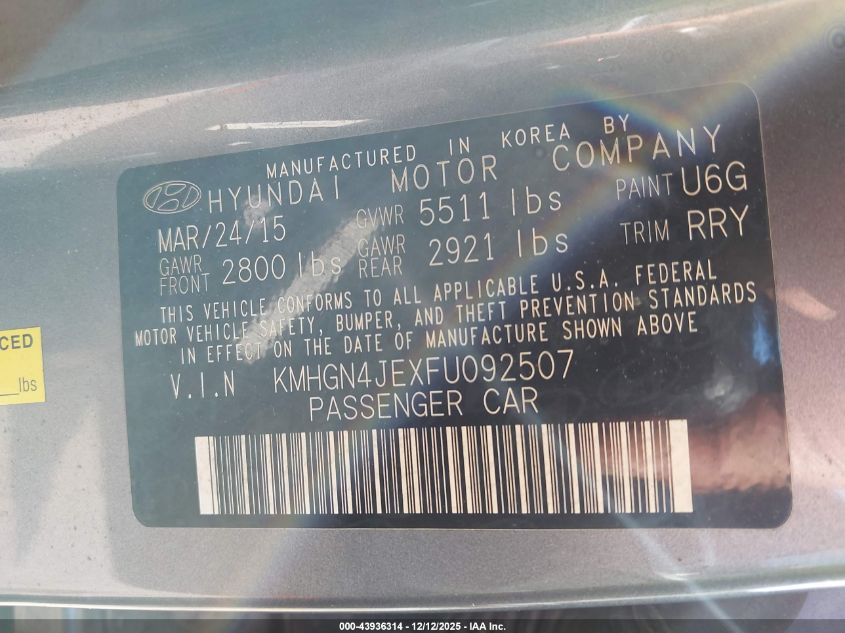 MANUFACTURED IN KOREA BY
HYUNDAI MOTOR COMPANY
MAR/24/15 GVWR 5511 lbs PAINT U6G
GAWR FRONT 2800 lbs GAWR REAR 2921 lbs TRIM RRY
THIS VEHICLE CONFORMS TO ALL APPLICABLE U.S.A. FEDERAL
MOTOR VEHICLE SAFETY, BUMPER, AND THEFT PREVENTION STANDARDS
IN EFFECT ON THE DATE OF MANUFACTURE SHOWN ABOVE
V.I.N KMHGN4JEXFU092507
PASSENGER CAR
CED
lbs
000-43936314 - 12/12/2025 - IAA Inc.